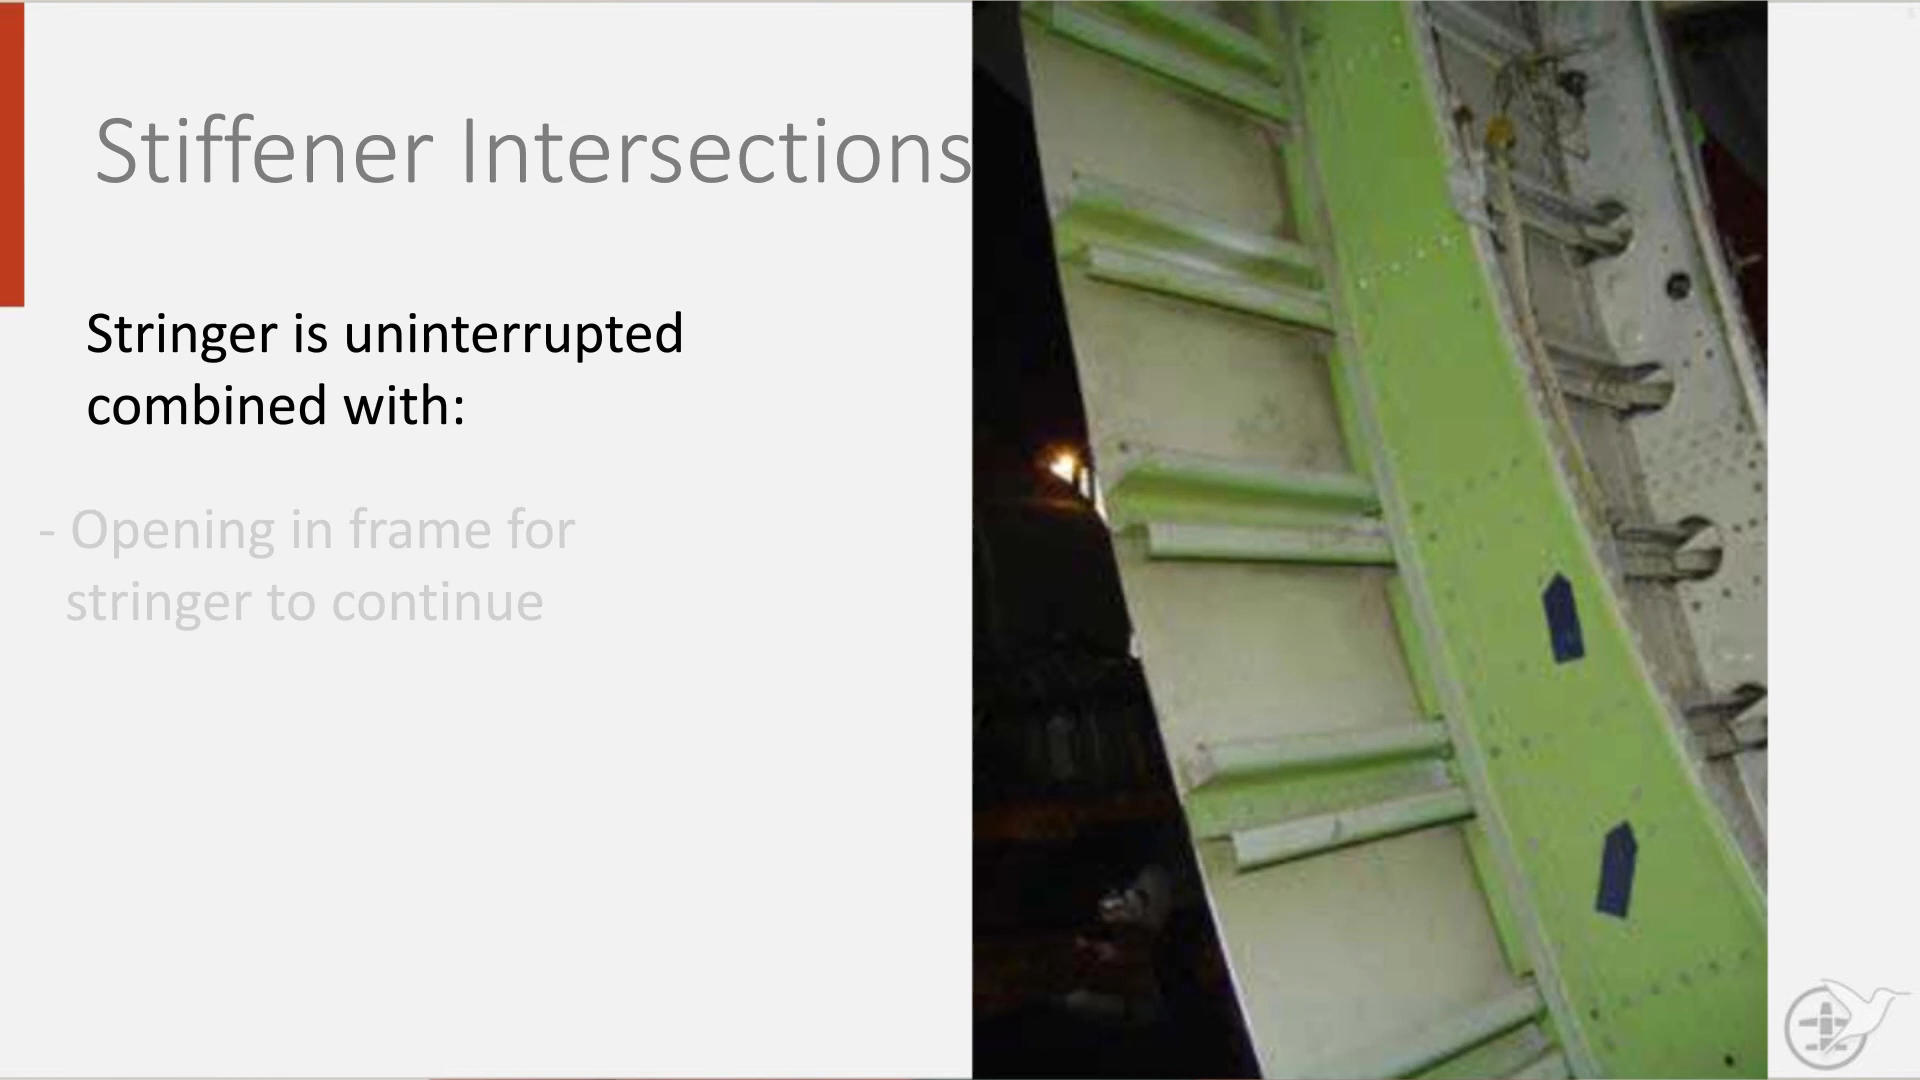 Stiffener Intersections
Stringer is uninterrupted
combined with:
- Opening in frame for
stringer to continue